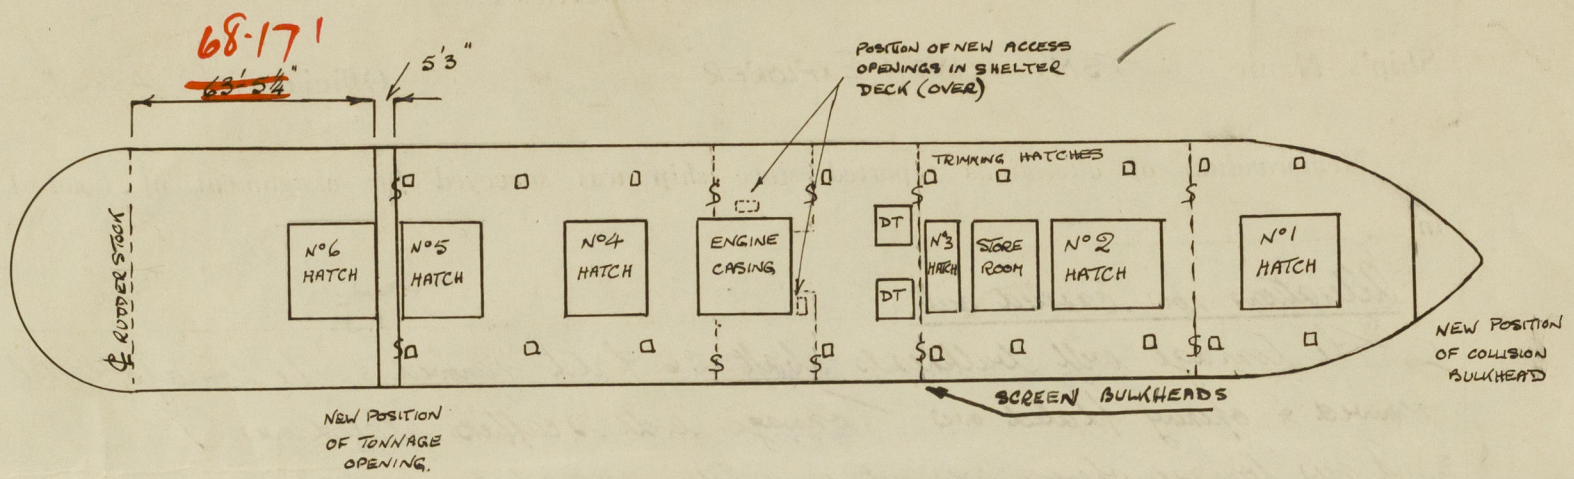 68·17'
63'-5¼"
5'3"
POSITION OF NEW ACCESS
OPENINGS IN SHELTER
DECK (OVER)
TRIMMING HATCHES
℄ RUDDERSTOCK
Nº6
HATCH
Nº5
HATCH
Nº4
HATCH
ENGINE
CASING
DT
DT
Nº3
HATCH
STORE
ROOM
Nº2
HATCH
Nº1
HATCH
NEW POSITION
OF COLLISION
BULKHEAD
SCREEN BULKHEADS
NEW POSITION
OF TONNAGE
OPENING.